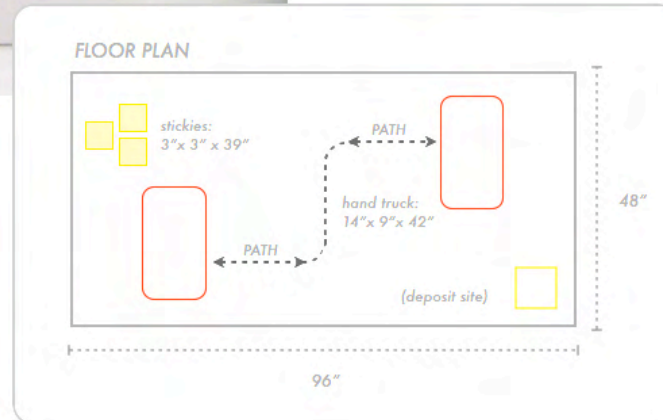 FLOOR PLAN
stickies:
3"x 3" x 39"
PATH
hand truck:
14"x 9"x 42"
48"
PATH
(deposit site)
96"